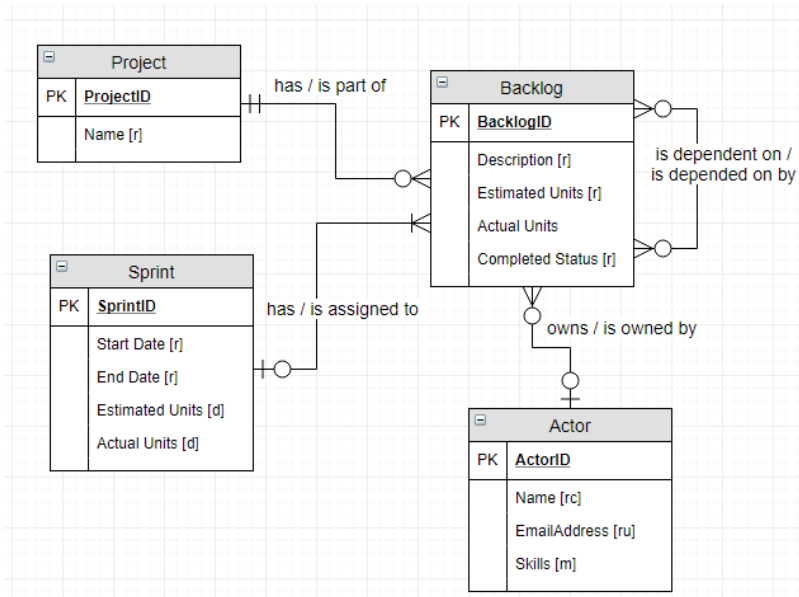 Project
PK ProjectID
Name [r]
has / is part of
Backlog
PK BacklogID
Description [r]
Estimated Units [r]
Actual Units
Completed Status [r]
is dependent on /
is depended on by
Sprint
PK SprintID
Start Date [r]
End Date [r]
Estimated Units [d]
Actual Units [d]
has / is assigned to
owns / is owned by
Actor
PK ActorID
Name [rc]
EmailAddress [ru]
Skills [m]